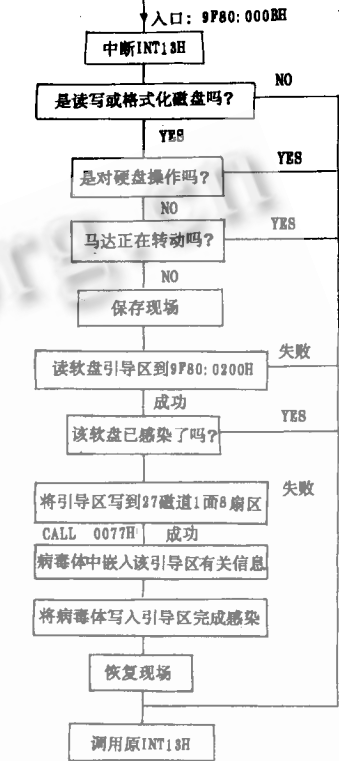 入口: 9F80:000BH
中断INT13H
NO
是读写或格式化磁盘吗?
YES
YES
是对硬盘操作吗?
NO
YES
马达正在转动吗?
NO
保存现场
失败
读软盘引导区到9F80:0200H
成功
YES
该软盘已感染了吗?
失败
将引导区写到27磁道1面8扇区
CALL 0077H 成功
病毒体中嵌入该引导区有关信息
将病毒体写入引导区完成感染
恢复现场
调用原INT13H